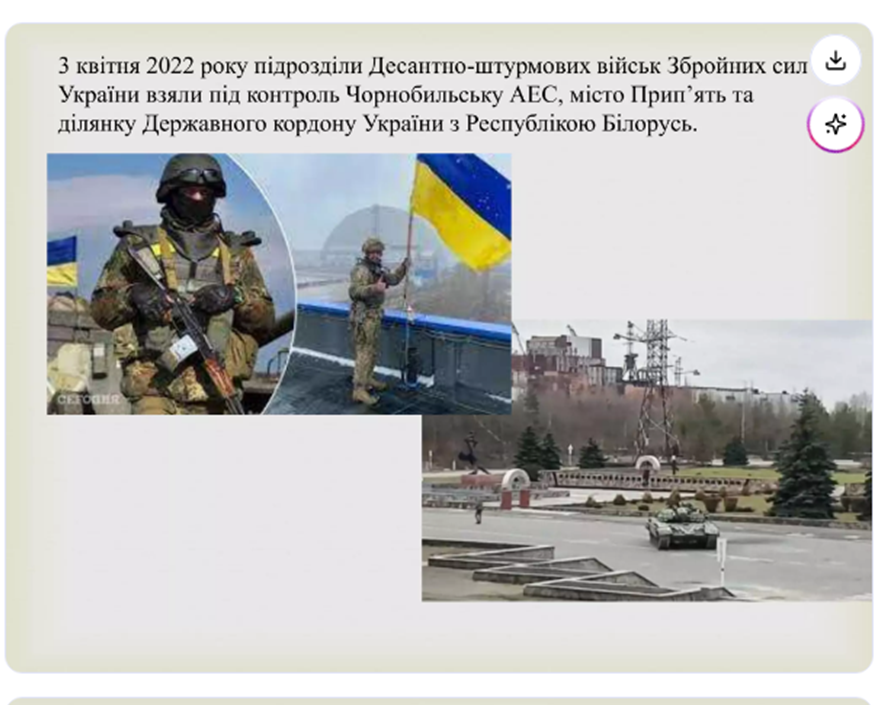 3 квітня 2022 року підрозділи Десантно-штурмових військ Збройних сил
України взяли під контроль Чорнобильську АЕС, місто Прип’ять та
ділянку Державного кордону України з Республікою Білорусь.
СЕГОДНЯ